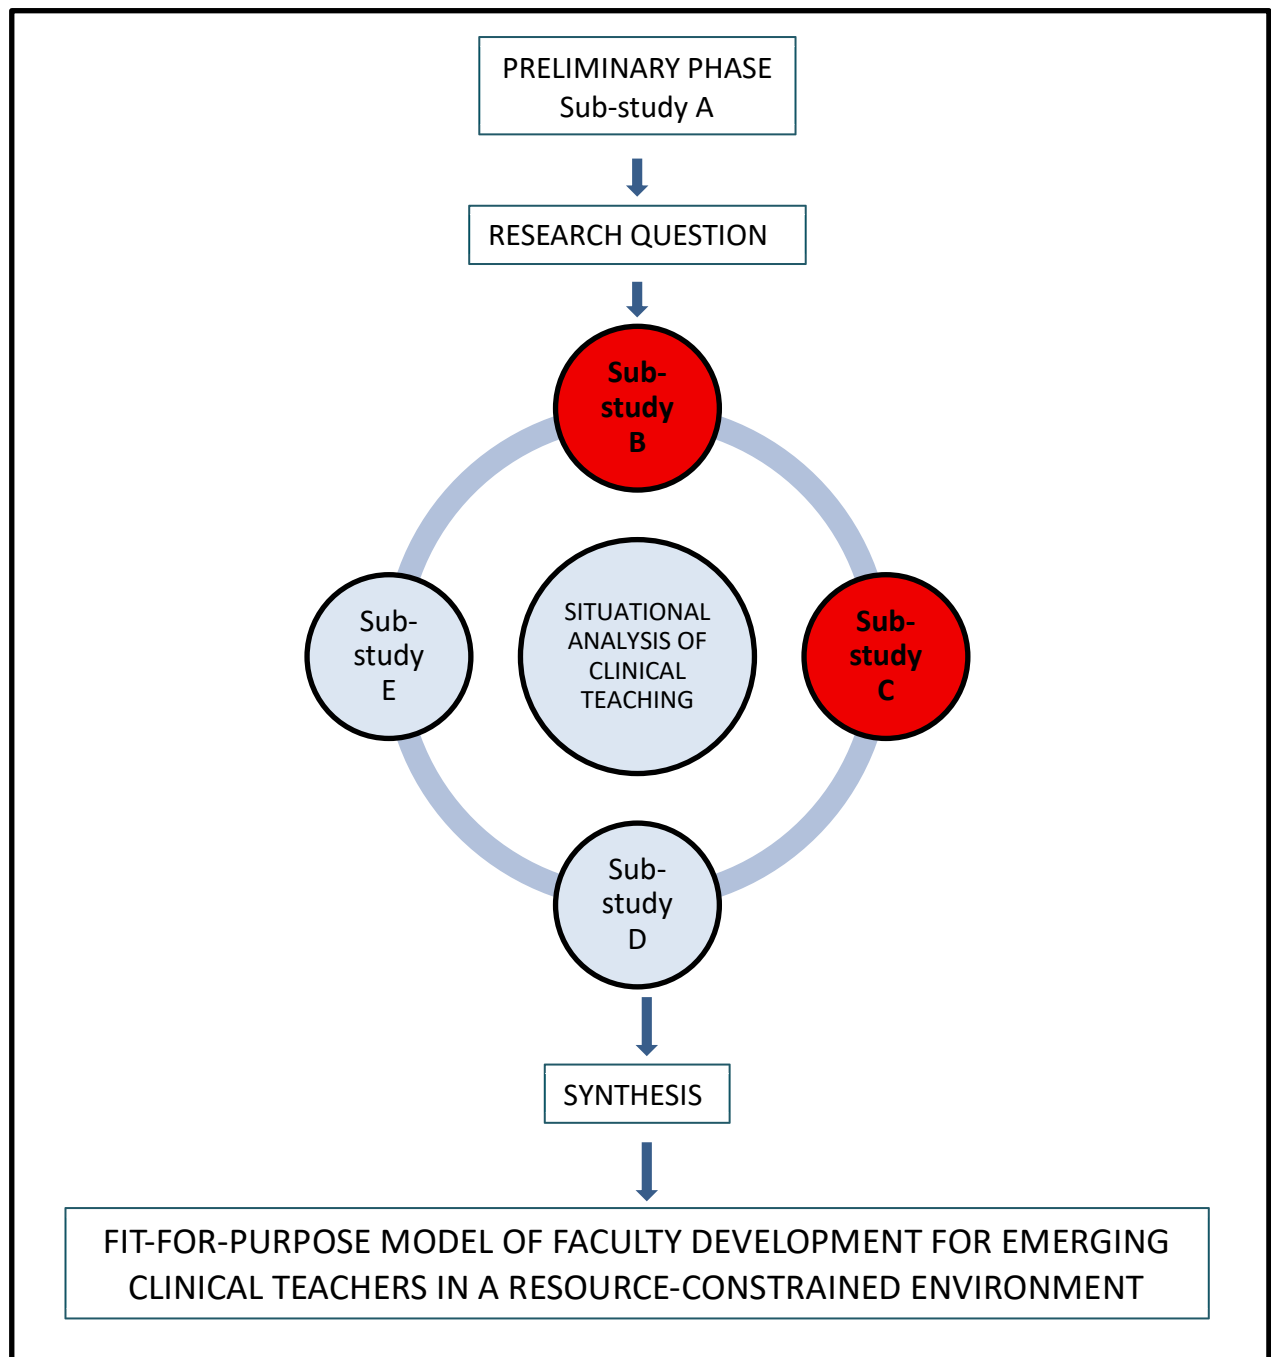 PRELIMINARY PHASE
Sub-study A
RESEARCH QUESTION
Sub-
study
B
Sub-
study
E
SITUATIONAL
ANALYSIS OF
CLINICAL
TEACHING
Sub-
study
C
Sub-
study
D
SYNTHESIS
FIT-FOR-PURPOSE MODEL OF FACULTY DEVELOPMENT FOR EMERGING
CLINICAL TEACHERS IN A RESOURCE-CONSTRAINED ENVIRONMENT